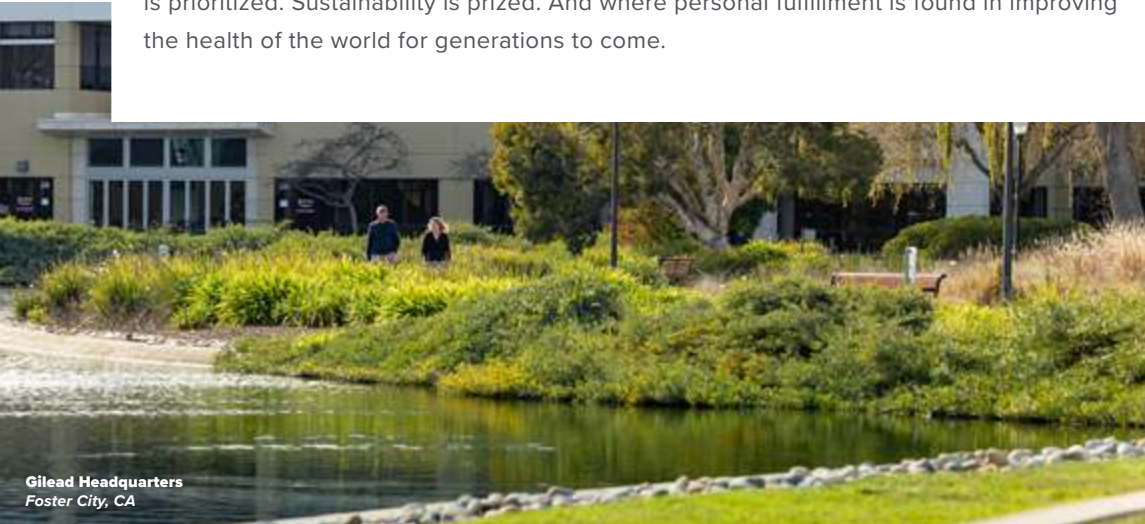 is prioritized. Sustainability is prized. And where personal fulfillment is found in improving
the health of the world for generations to come.
Gilead Headquarters
Foster City, CA